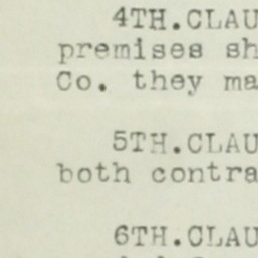 4TH.CLAU
premises sh
Co. they ma
5TH.CLAU
both contra
6TH.CLAU